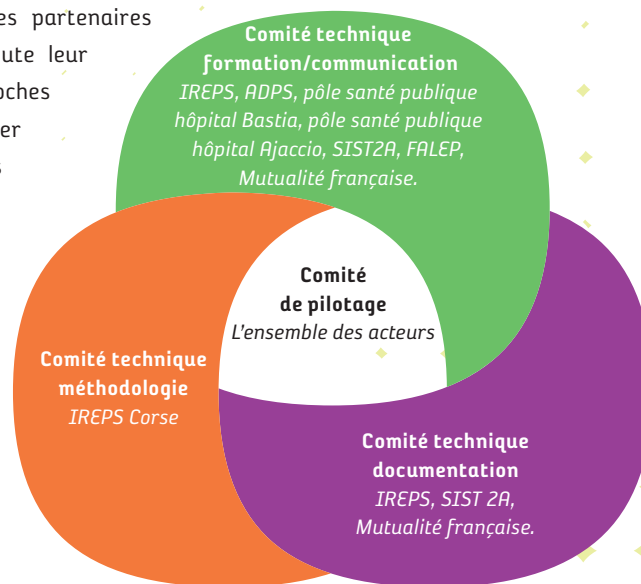 es partenaires
ute leur
oches
er
s
Comité technique
formation/communication
IREPS, ADPS, pôle santé publique
hôpital Bastia, pôle santé publique
hôpital Ajaccio, SIST2A, FALEP,
Mutualité française.
Comité
de pilotage
L'ensemble des acteurs
Comité technique
méthodologie
IREPS Corse
Comité technique
documentation
IREPS, SIST 2A,
Mutualité française.